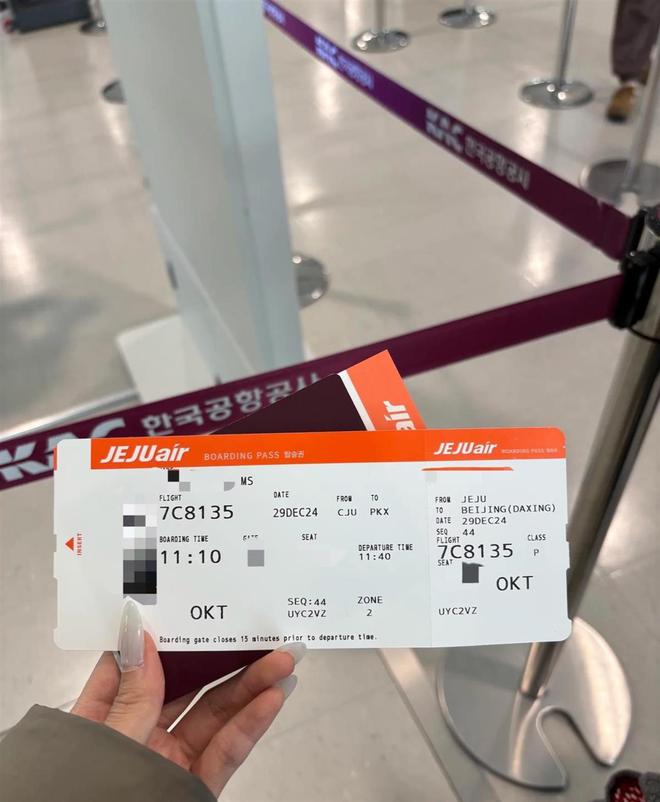 KAC
KAC 한국공항공사
KAC 한국공항공사
air
JEJUair BOARDING PASS 탑승권
MS
FLIGHT DATE FROM TO
7C8135 29DEC24 CJU PKX
BOARDING TIME GATE SEAT DEPARTURE TIME
11:10 11:40
INSERT
OKT SEQ:44 ZONE
UYC2VZ 2
Boarding gate closes 15 minutes prior to departure time.
JEJUair BOARDING PASS
FROM JEJU
TO BEIJING(DAXING)
DATE 29DEC24
SEQ 44
FLIGHT CLASS
7C8135 P
SEAT
OKT
UYC2VZ